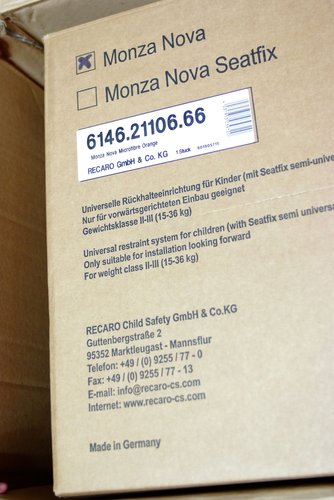 Monza Nova
Monza Nova Seatfix
6146.21106.66
Monza Nova Microfibre Orange
RECARO GmbH & Co. KG 1 Stück
Universelle Rückhalteeinrichtung für Kinder (mit Seatfix semi-univer
Nur für vorwärtsgerichteten Einbau geeignet
Gewichtsklasse II-III (15-36 kg)
Universal restraint system for children (with Seatfix semi universa
Only suitable for installation looking forward
For weight class II-III (15-36 kg)
RECARO Child Safety GmbH & Co.KG
Guttenbergstraße 2
95352 Marktleugast - Mannsflur
Telefon: +49 / (0) 9255 / 77 - 0
Fax: +49 / (0) 9255 / 77 - 13
E-mail: info@recaro-cs.com
Internet: www.recaro-cs.com
Made in Germany